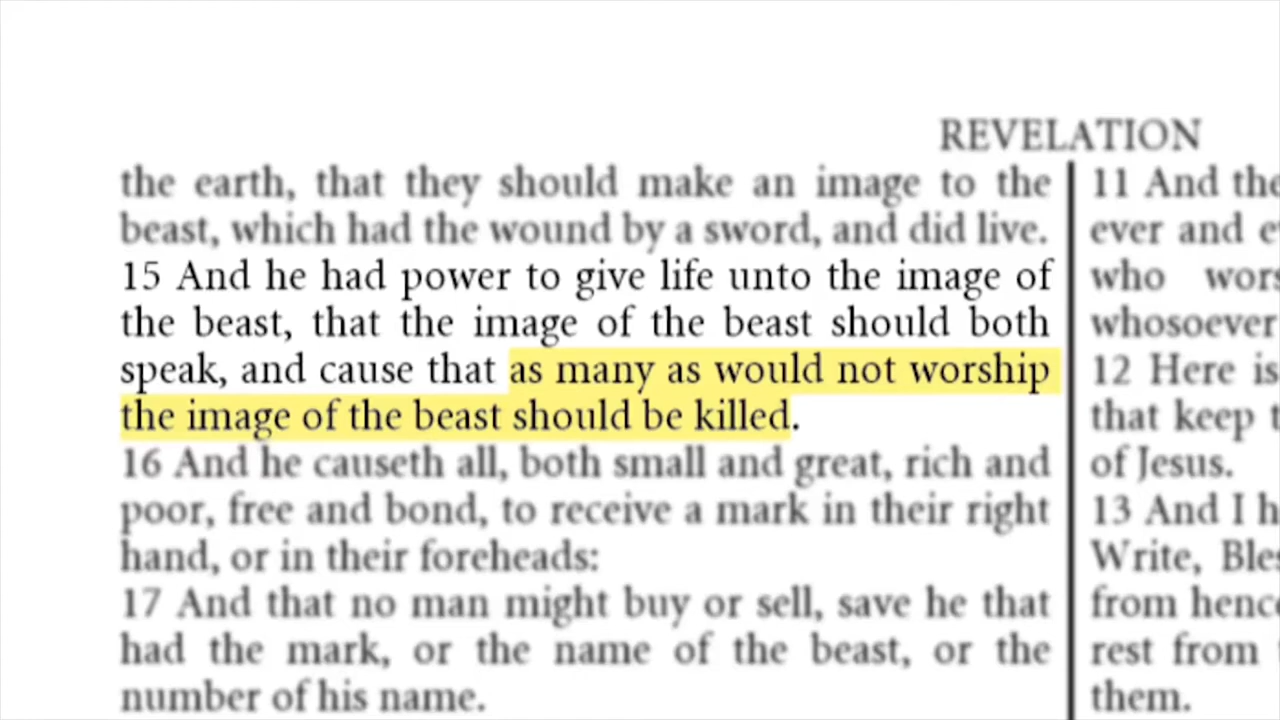 REVELATION
the earth, that they should make an image to the
beast, which had the wound by a sword, and did live.
15 And he had power to give life unto the image of
the beast, that the image of the beast should both
speak, and cause that as many as would not worship
the image of the beast should be killed.
16 And he causeth all, both small and great, rich and
poor, free and bond, to receive a mark in their right
hand, or in their foreheads:
17 And that no man might buy or sell, save he that
had the mark, or the name of the beast, or the
number of his name.
11 And the
ever and e
who wors
whosoever
12 Here is
that keep t
of Jesus.
13 And I h
Write, Bles
from hence
rest from
them.